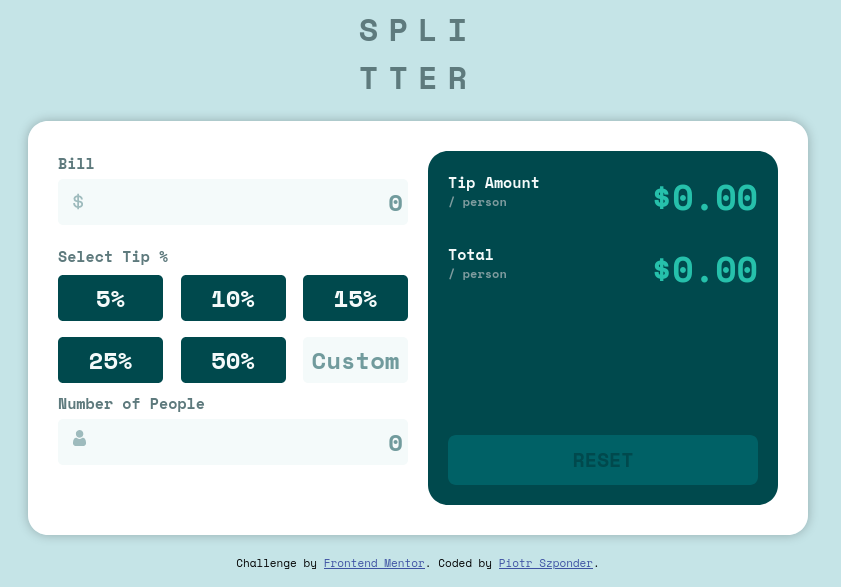 SPLI
TTER
Bill
$ 0
Select Tip %
5% 10% 15%
25% 50% Custom
Number of People
0
Tip Amount
/ person
$0.00
Total
/ person
$0.00
RESET
Challenge by Frontend Mentor. Coded by Piotr Szponder.